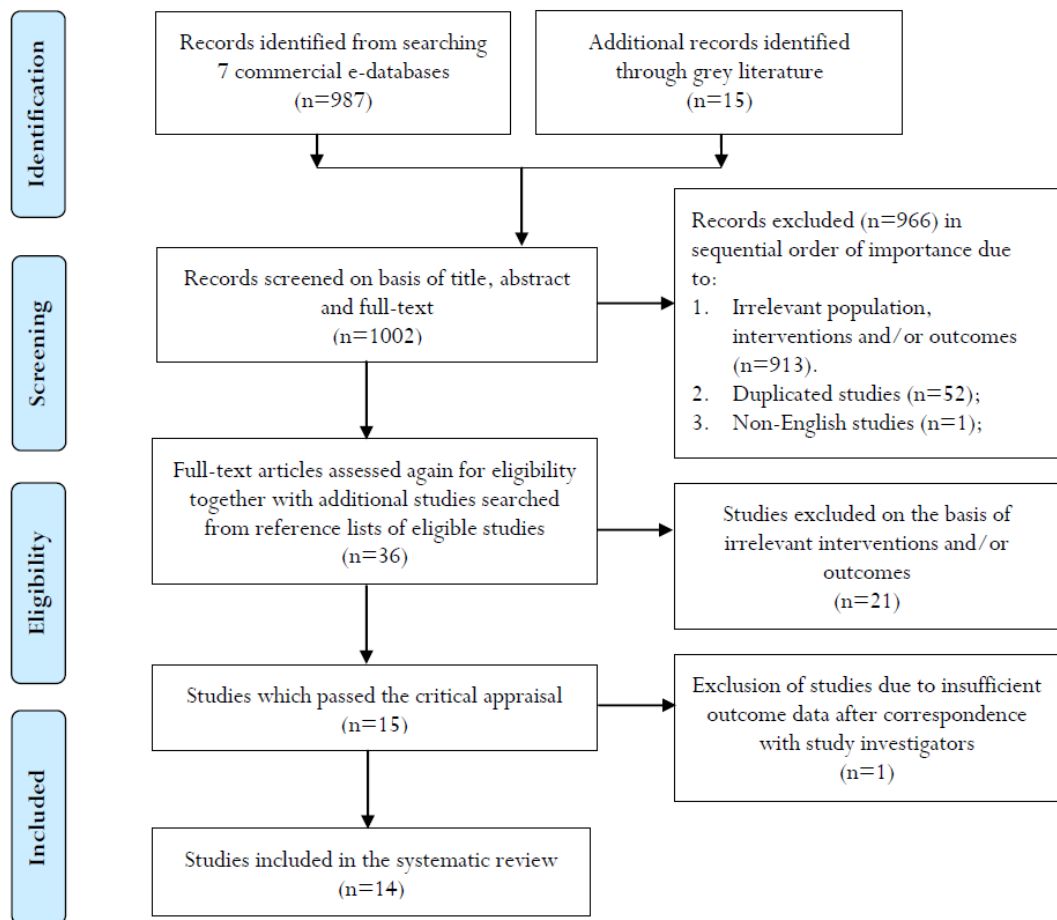 Identification
Records identified from searching
7 commercial e-databases
(n=987)
Additional records identified
through grey literature
(n=15)
Screening
Records screened on basis of title, abstract
and full-text
(n=1002)
Records excluded (n=966) in
sequential order of importance due
to:
1. Irrelevant population,
interventions and/or outcomes
(n=913).
2. Duplicated studies (n=52);
3. Non-English studies (n=1);
Eligibility
Full-text articles assessed again for eligibility
together with additional studies searched
from reference lists of eligible studies
(n=36)
Studies excluded on the basis of
irrelevant interventions and/or
outcomes
(n=21)
Studies which passed the critical appraisal
(n=15)
Exclusion of studies due to insufficient
outcome data after correspondence
with study investigators
(n=1)
Included
Studies included in the systematic review
(n=14)